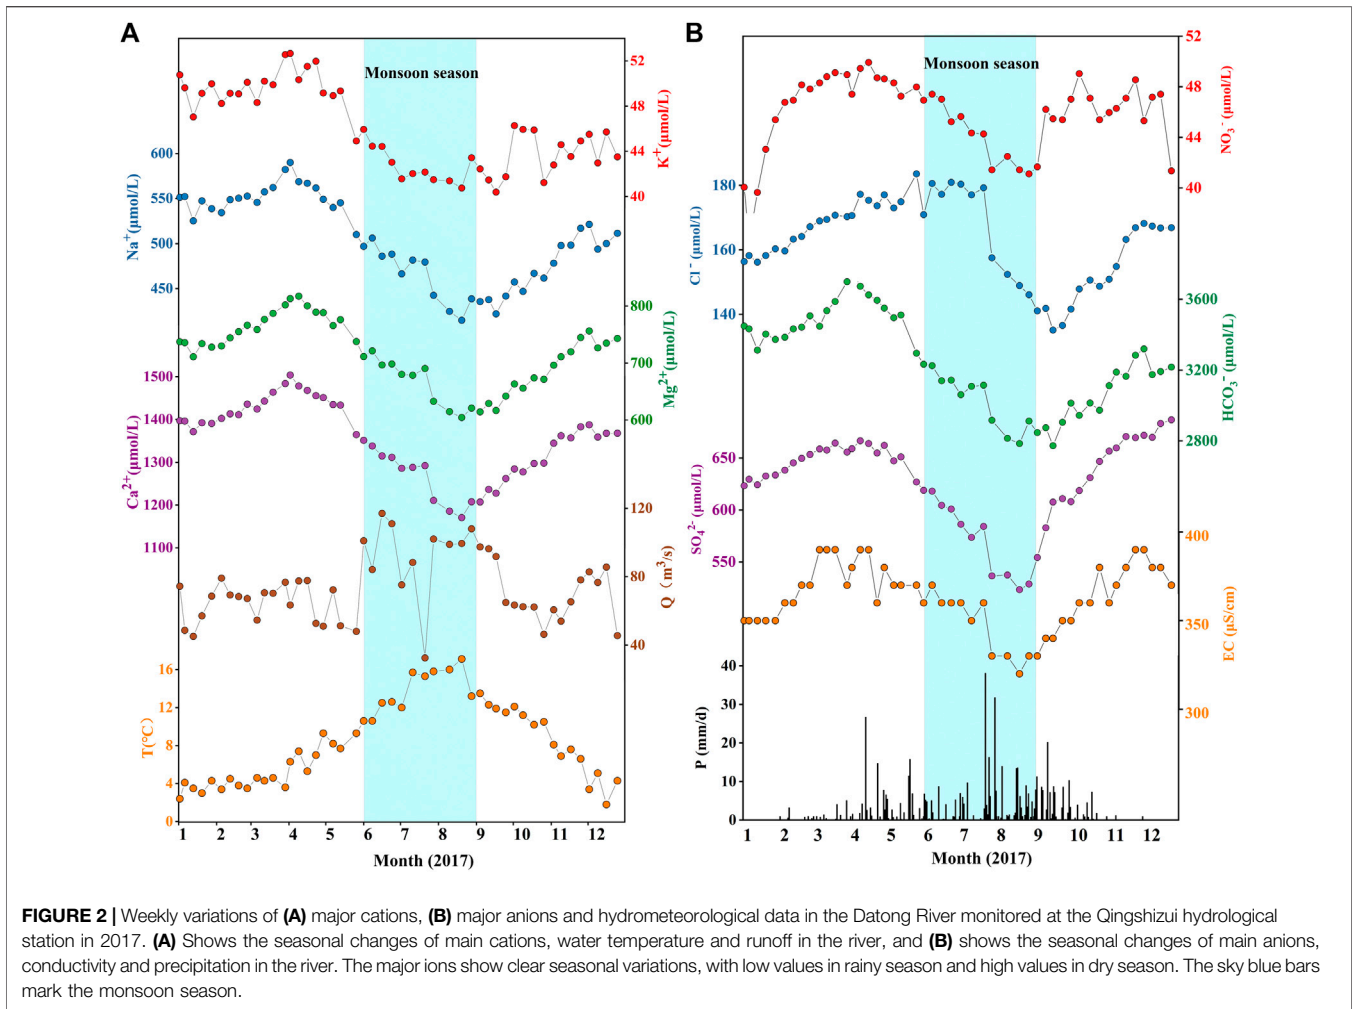 A
B
Monsoon season
Monsoon season
52
48
44
40
K⁺ (μmol/L)
600
550
500
450
Na⁺(μmol/L)
800
700
600
Mg²⁺(μmol/L)
1500
1400
1300
1200
1100
Ca²⁺(μmol/L)
120
80
40
Q (m³/s)
16
12
8
4
0
T(°C)
1 2 3 4 5 6 7 8 9 10 11 12
Month (2017)
52
48
44
40
NO₃⁻ (μmol/L)
180
160
140
Cl⁻ (μmol/L)
3600
3200
2800
HCO₃⁻ (μmol/L)
650
600
550
SO₄²⁻ (μmol/L)
400
350
300
EC (μS/cm)
40
30
20
10
0
P (mm/d)
1 2 3 4 5 6 7 8 9 10 11 12
Month (2017)
FIGURE 2 | Weekly variations of (A) major cations, (B) major anions and hydrometeorological data in the Datong River monitored at the Qingshizui hydrological
station in 2017. (A) Shows the seasonal changes of main cations, water temperature and runoff in the river, and (B) shows the seasonal changes of main anions,
conductivity and precipitation in the river. The major ions show clear seasonal variations, with low values in rainy season and high values in dry season. The sky blue bars
mark the monsoon season.